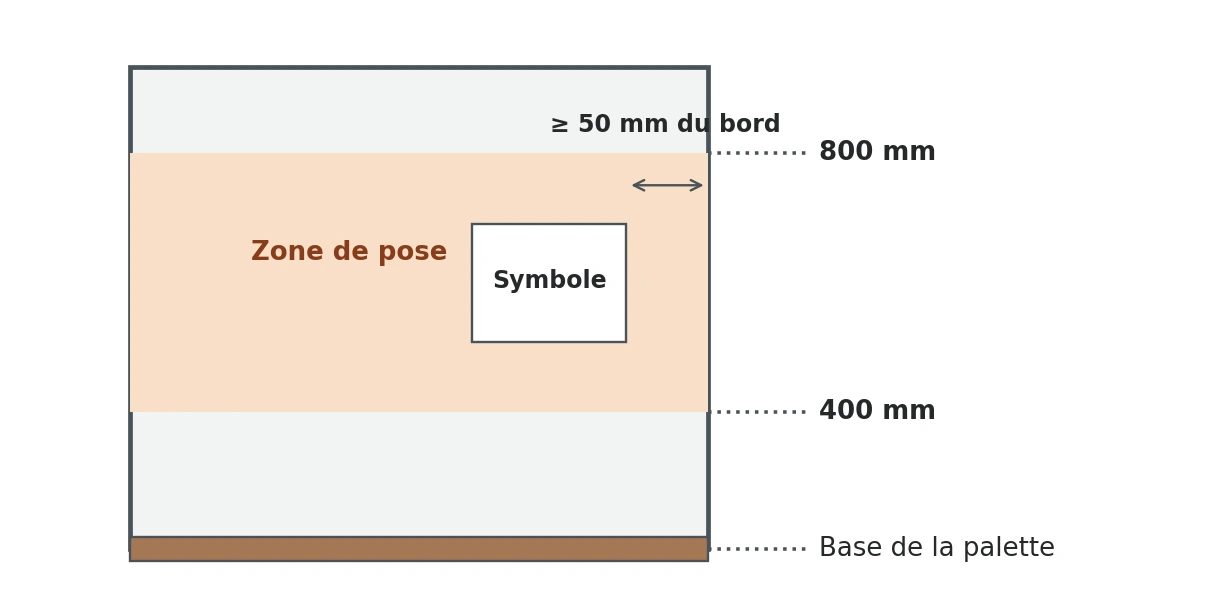 ≥ 50 mm du bord
800 mm
Zone de pose
Symbole
400 mm
Base de la palette